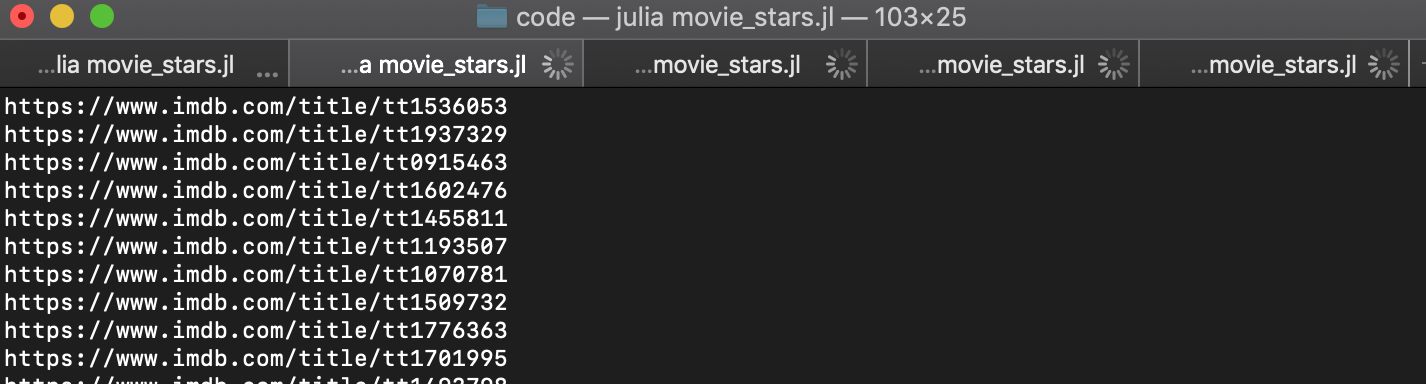 code — julia movie_stars.jl — 103×25
...lia movie_stars.jl ... ...a movie_stars.jl ...movie_stars.jl ...movie_stars.jl ...movie_stars.jl
https://www.imdb.com/title/tt1536053
https://www.imdb.com/title/tt1937329
https://www.imdb.com/title/tt0915463
https://www.imdb.com/title/tt1602476
https://www.imdb.com/title/tt1455811
https://www.imdb.com/title/tt1193507
https://www.imdb.com/title/tt1070781
https://www.imdb.com/title/tt1509732
https://www.imdb.com/title/tt1776363
https://www.imdb.com/title/tt1701995